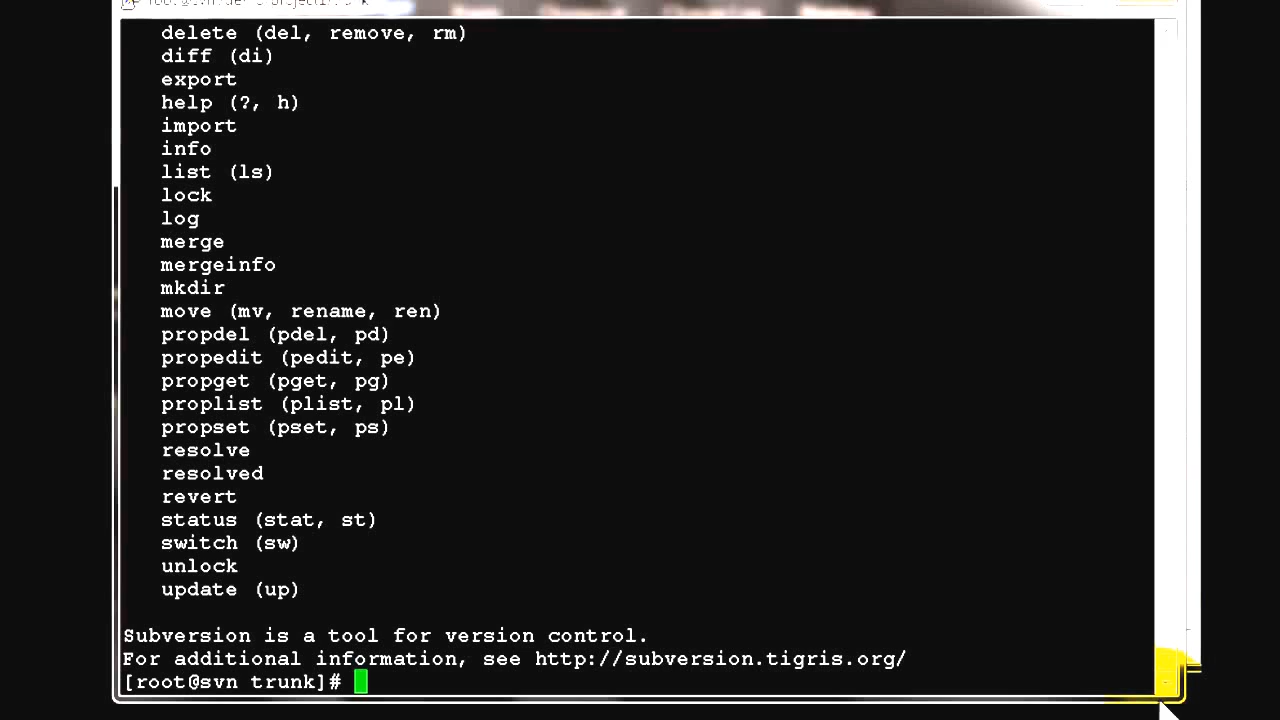 delete (del, remove, rm)
diff (di)
export
help (?, h)
import
info
list (ls)
lock
log
merge
mergeinfo
mkdir
move (mv, rename, ren)
propdel (pdel, pd)
propedit (pedit, pe)
propget (pget, pg)
proplist (plist, pl)
propset (pset, ps)
resolve
resolved
revert
status (stat, st)
switch (sw)
unlock
update (up)
Subversion is a tool for version control.
For additional information, see http://subversion.tigris.org/
[root@svn trunk]#